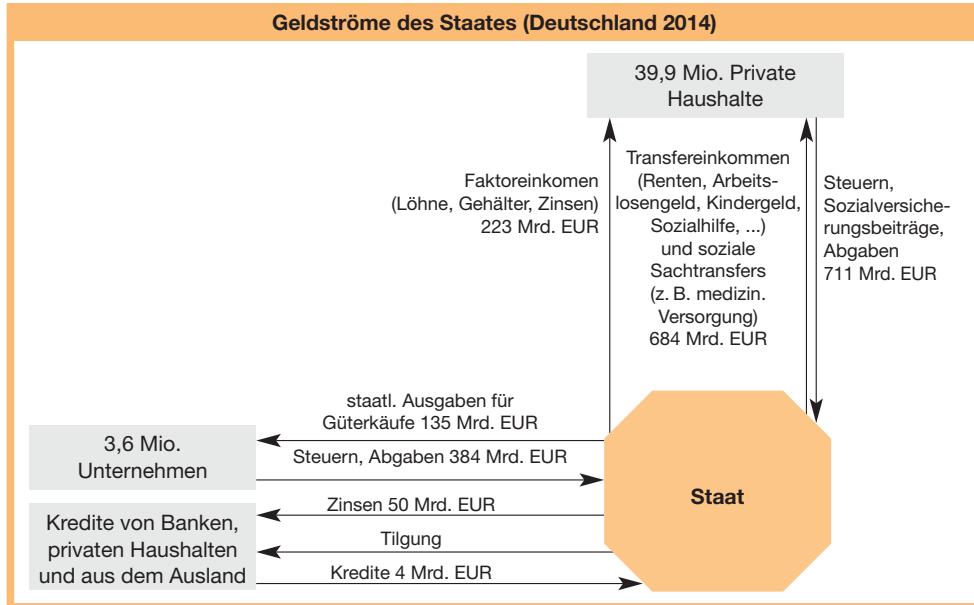 Geldströme des Staates (Deutschland 2014)
39,9 Mio. Private
Haushalte
Faktoreinkomen
(Löhne, Gehälter, Zinsen)
223 Mrd. EUR
Transfereinkommen
(Renten, Arbeits-
losengeld, Kindergeld,
Sozialhilfe, ...)
und soziale
Sachtransfers
(z. B. medizin.
Versorgung)
684 Mrd. EUR
Steuern,
Sozialversiche-
rungsbeiträge,
Abgaben
711 Mrd. EUR
staatl. Ausgaben für
Güterkäufe 135 Mrd. EUR
3,6 Mio.
Unternehmen
Steuern, Abgaben 384 Mrd. EUR
Staat
Zinsen 50 Mrd. EUR
Kredite von Banken,
privaten Haushalten
und aus dem Ausland
Tilgung
Kredite 4 Mrd. EUR